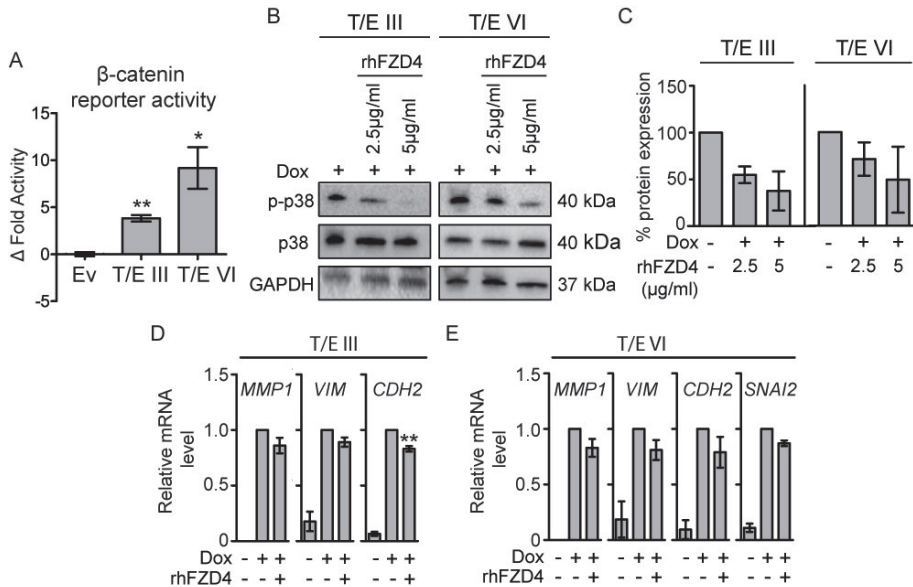 A
β-catenin
reporter activity
Δ Fold Activity
15
10
5
0
-5
**
*
Ev T/E III T/E VI
B
T/E III T/E VI
rhFZD4 rhFZD4
2.5µg/ml 5µg/ml 2.5µg/ml 5µg/ml
Dox + + + + + +
p-p38 40 kDa
p38 40 kDa
GAPDH 37 kDa
C
T/E III T/E VI
% protein expression
150
100
50
0
Dox - + + - + +
rhFZD4 - 2.5 5 - 2.5 5
(µg/ml)
D
T/E III
MMP1 VIM CDH2
Relative mRNA
level
1.5
1.0
0.5
0
**
Dox - + + - + + - + +
rhFZD4 - - + - - + - - +
E
T/E VI
MMP1 VIM CDH2 SNAI2
Relative mRNA
level
1.5
1.0
0.5
0
- + + - + + - + + - + +
- - + - - + - - + - - +